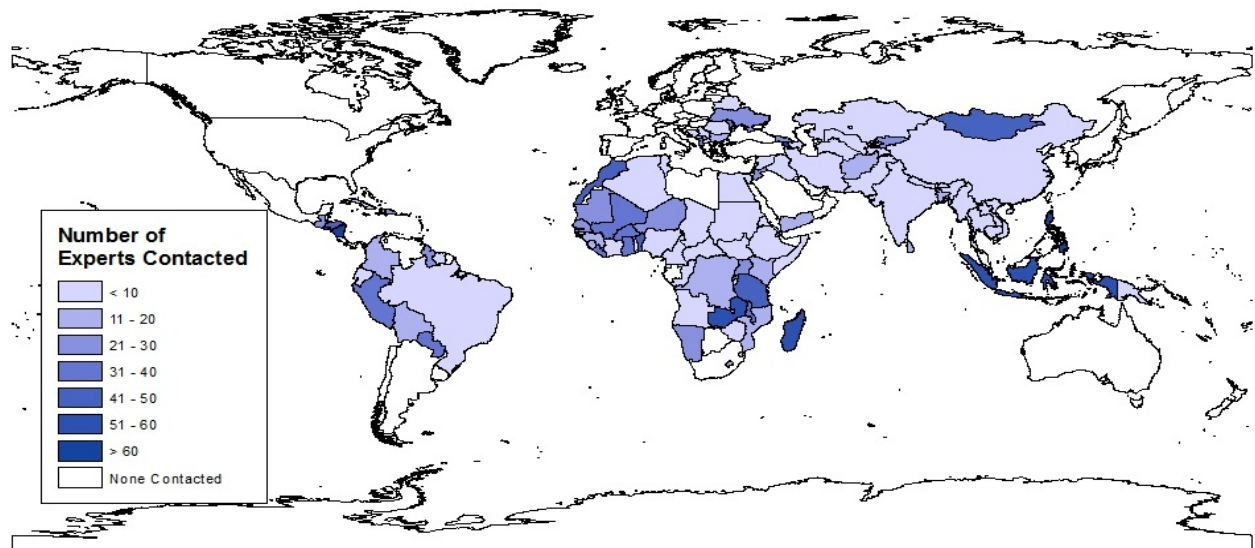 Number of
Experts Contacted
< 10
11 - 20
21 - 30
31 - 40
41 - 50
51 - 60
> 60
None Contacted